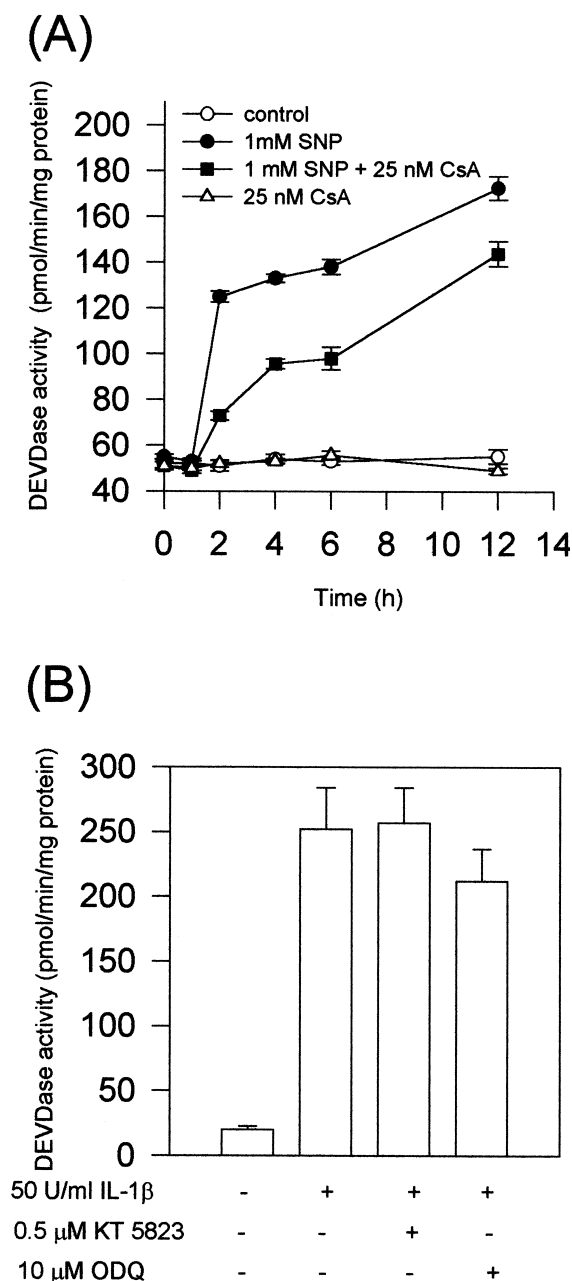 (A)
DEVDase activity (pmol/min/mg protein)
200
180
160
140
120
100
80
60
40
control
1mM SNP
1 mM SNP + 25 nM CsA
25 nM CsA
0 2 4 6 8 10 12 14
Time (h)
(B)
DEVDase activity (pmol/min/mg protein)
300
250
200
150
100
50
0
50 U/ml IL-1β - + + +
0.5 μM KT 5823 - - + -
10 μM ODQ - - - +